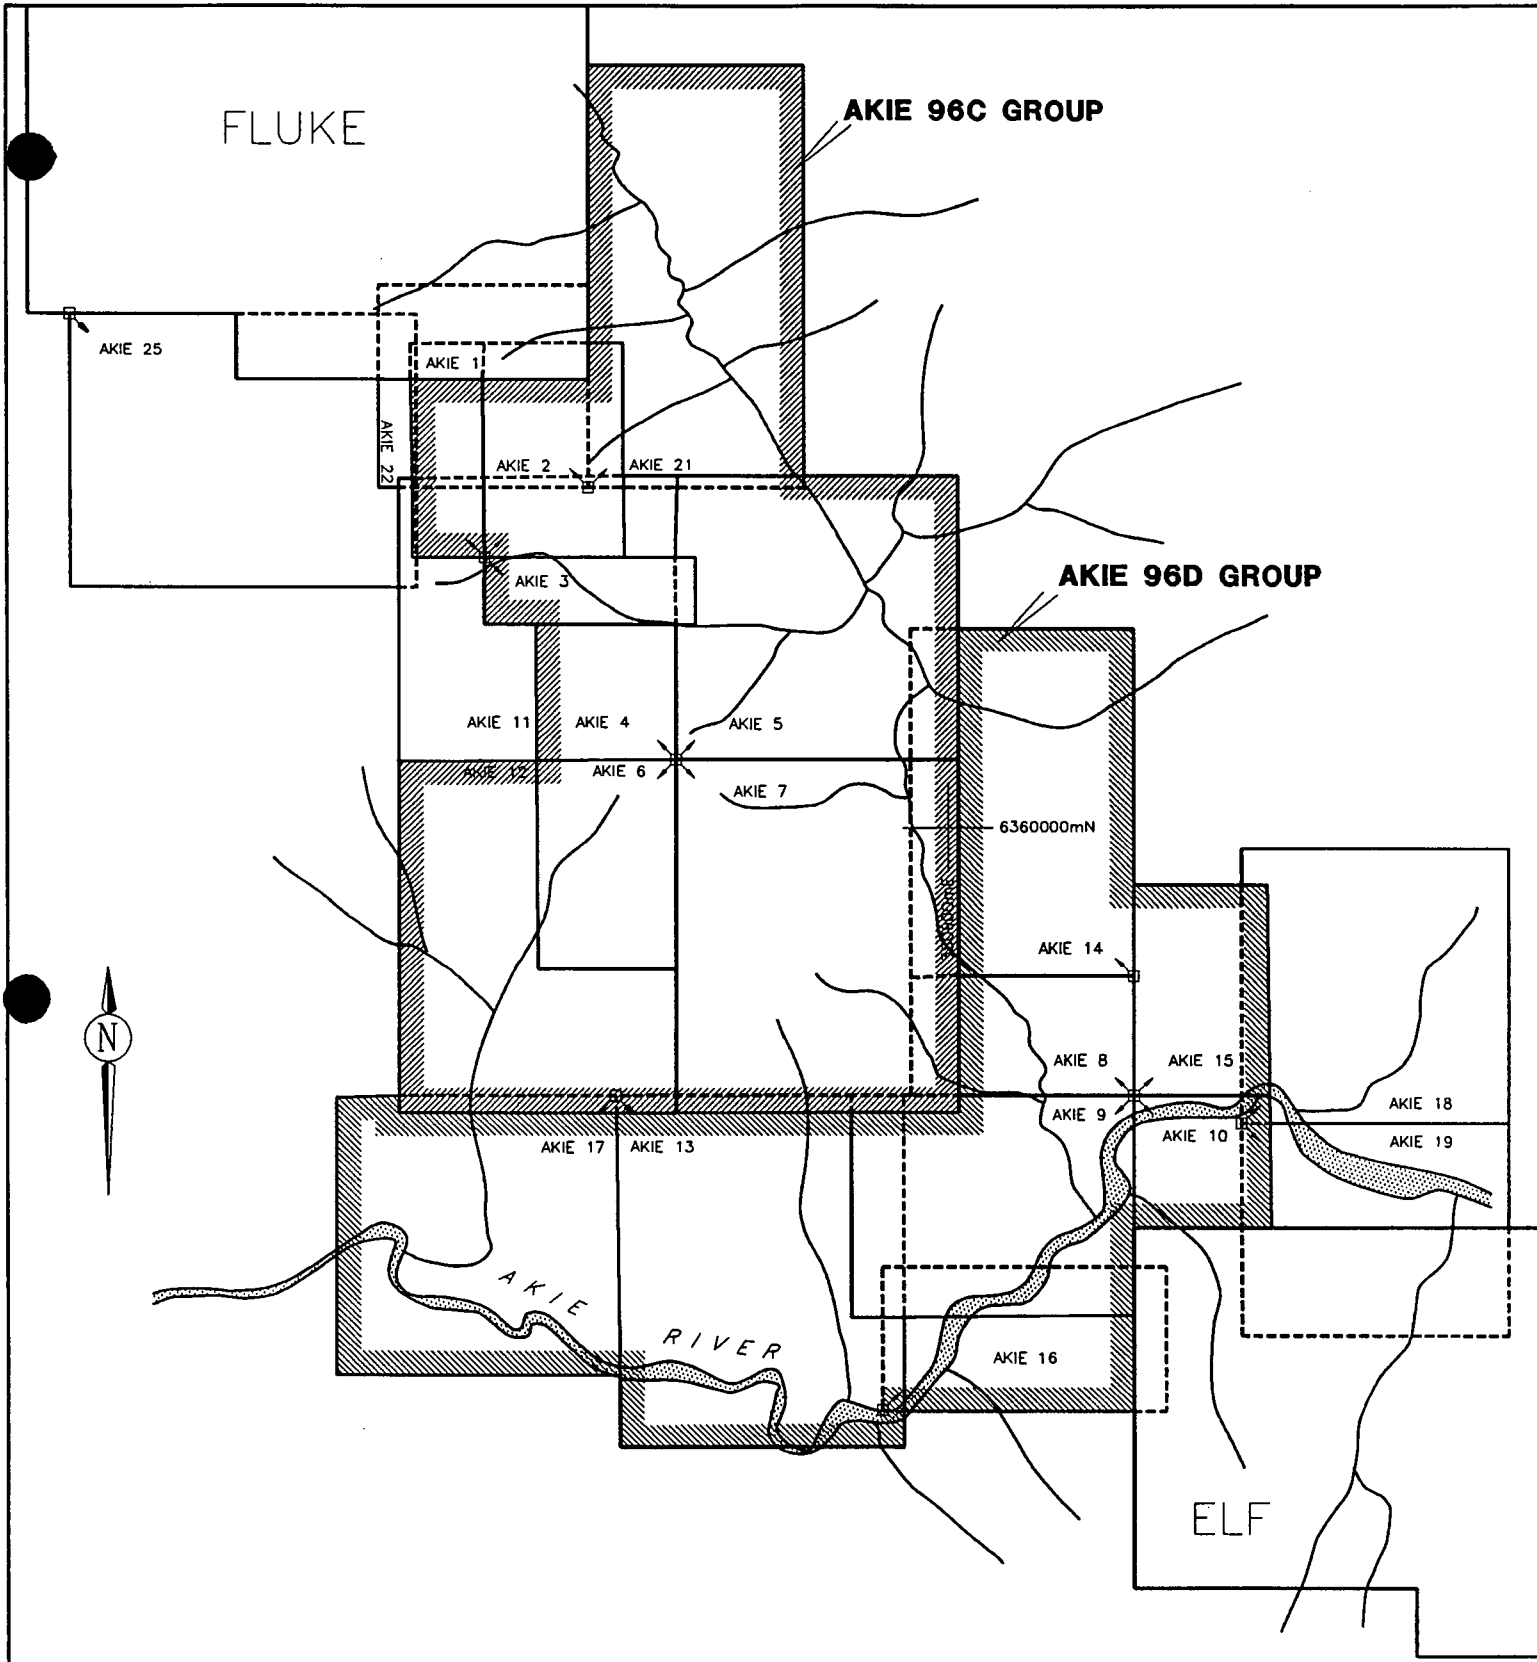 FLUKE
AKIE 96C GROUP
AKIE 25
AKIE 1
AKIE 22
AKIE 2
AKIE 21
AKIE 3
AKIE 96D GROUP
AKIE 11
AKIE 4
AKIE 5
AKIE 12
AKIE 6
AKIE 7
6360000mN
AKIE 14
N
AKIE 8
AKIE 15
AKIE 9
AKIE 18
AKIE 10
AKIE 19
AKIE 17
AKIE 13
AKIE RIVER
AKIE 16
ELF